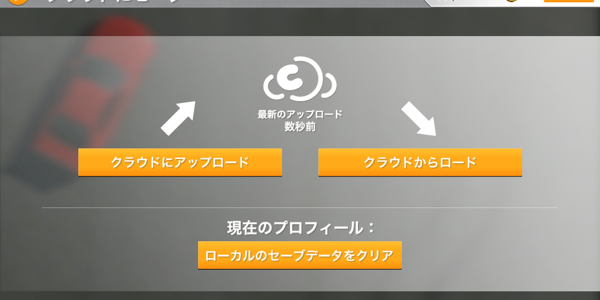 最新のアップロード
数秒前
クラウドにアップロード
クラウドからロード
現在のプロフィール：
ローカルのセーブデータをクリア